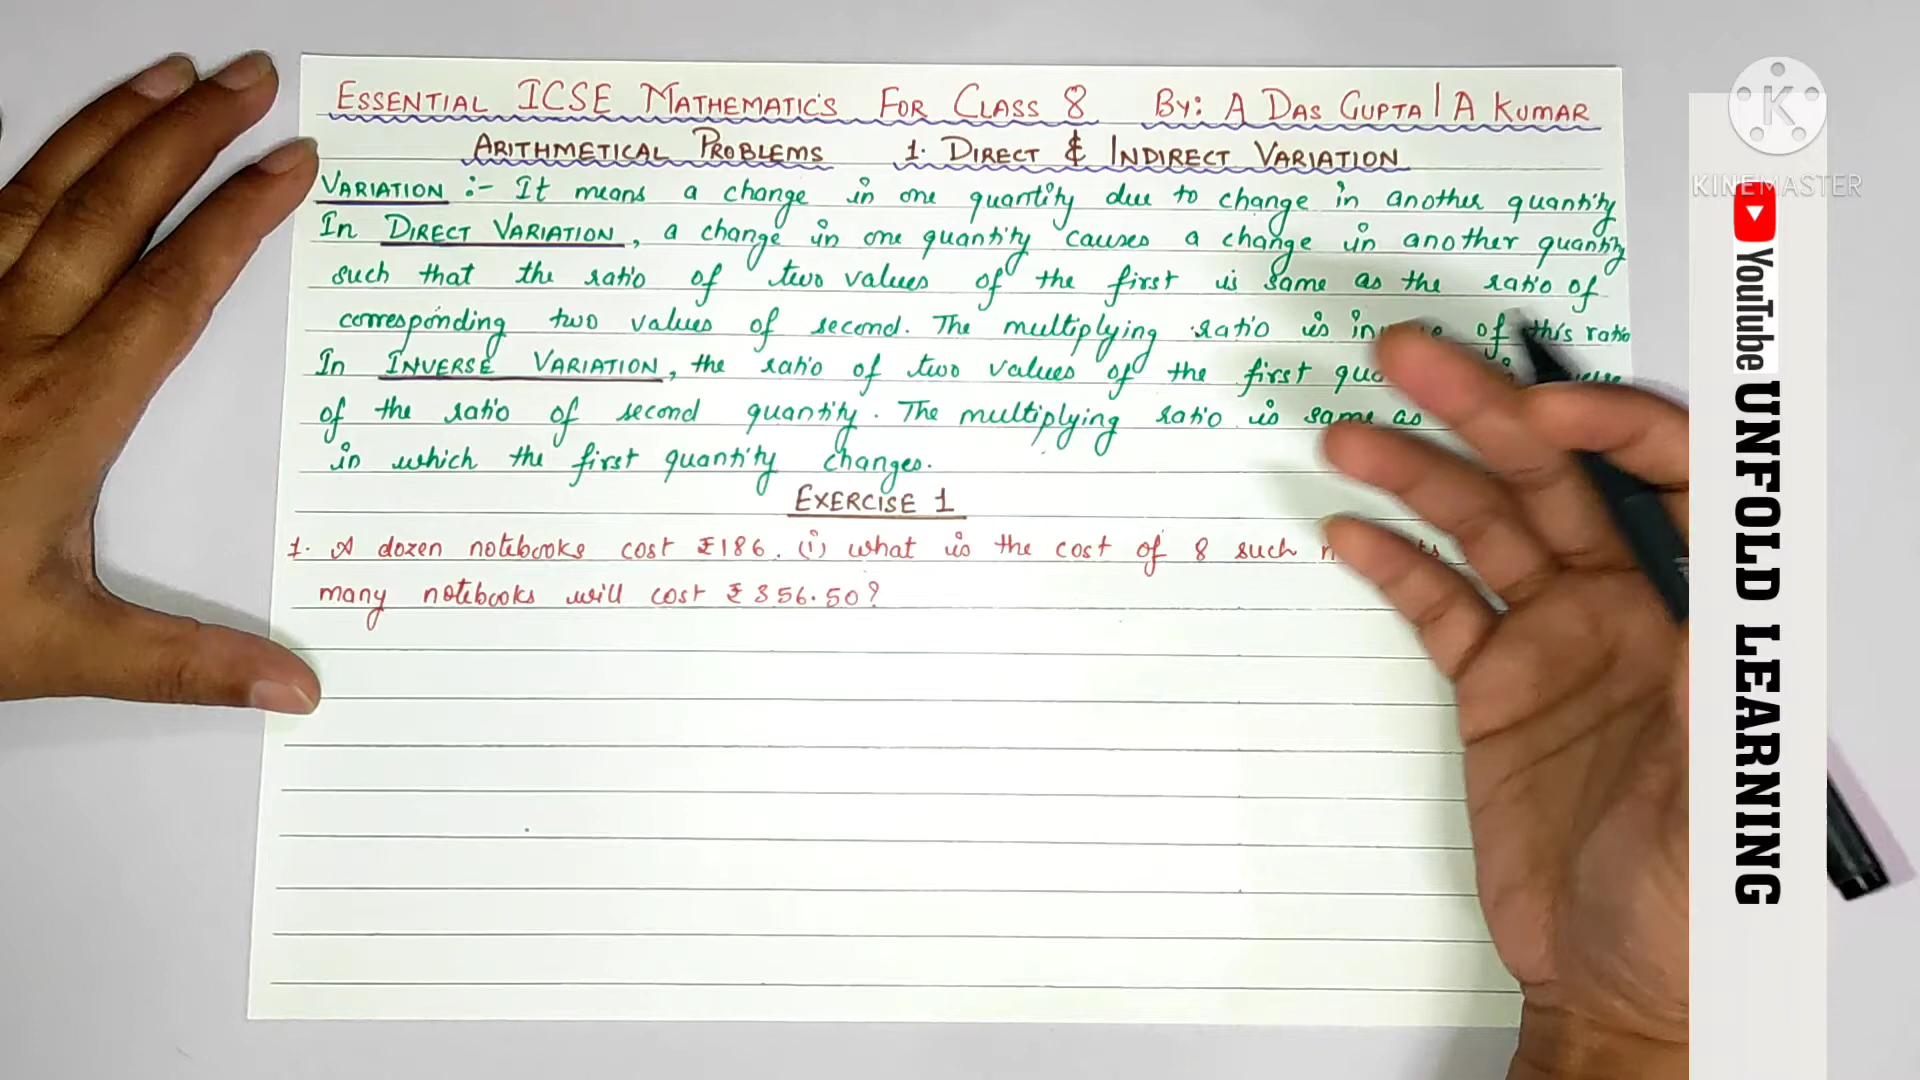 ESSENTIAL ICSE MATHEMATICS FOR CLASS 8 BY: A DAS GUPTA | A KUMAR
ARITHMETICAL PROBLEMS 1. DIRECT & INDIRECT VARIATION
VARIATION :- It means a change in one quantity due to change in another quantity
In DIRECT VARIATION, a change in one quantity causes a change in another quantity
such that the ratio of two values of the first is same as the ratio of
corresponding two values of second. The multiplying ratio is of this ratio
In INVERSE VARIATION, the ratio of two values of the first
of the ratio of second quantity. The multiplying ratio is same as
in which the first quantity changes.
EXERCISE 1
1. A dozen notebooks cost ₹186. (i) what is the cost of 8 such
many notebooks will cost ₹356.50?
K
KINEMASTER
YouTube
UNFOLD LEARNING